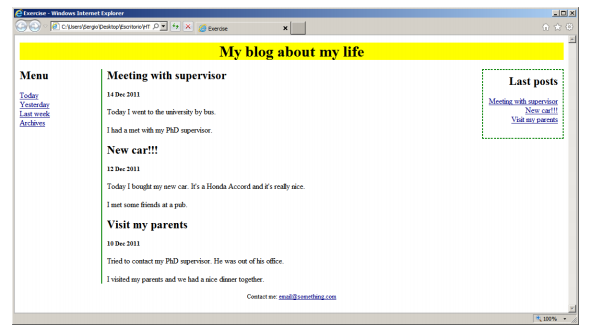 Exercise - Windows Internet Explorer
C:\Users\Sergio\Desktop\Escritorio\HT
Exercise
My blog about my life
Menu
Today
Yesterday
Last week
Archives
Meeting with supervisor
14 Dec 2011
Today I went to the university by bus.
I had a met with my PhD supervisor.
New car!!!
12 Dec 2011
Today I bought my new car. It's a Honda Accord and it's really nice.
I met some friends at a pub.
Visit my parents
10 Dec 2011
Tried to contact my PhD supervisor. He was out of his office.
I visited my parents and we had a nice dinner together.
Last posts
Meeting with supervisor
New car!!!
Visit my parents
Contact me: email@something.com
100%